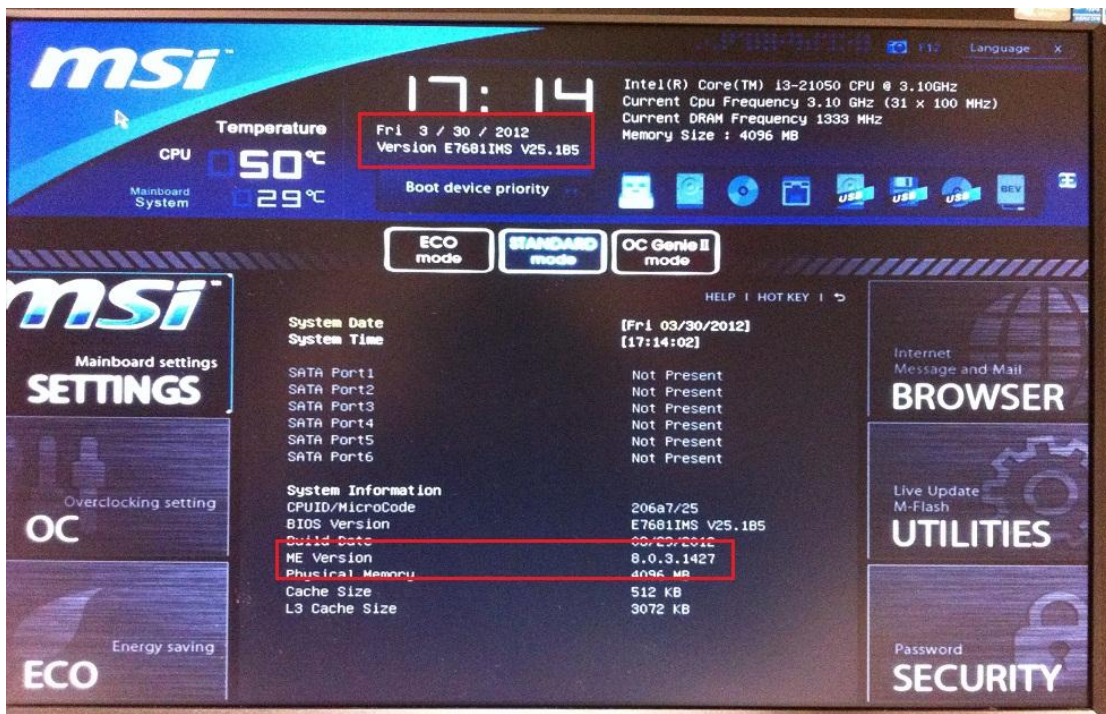 msi
F12 Language X
17:14
Intel(R) Core(TM) i3-21050 CPU @ 3.10GHz
Current Cpu Frequency 3.10 GHz (31 x 100 MHz)
Current DRAM Frequency 1333 MHz
Memory Size : 4096 MB
Fri 3 / 30 / 2012
Version E7681IMS V25.1B5
Temperature
CPU 50°C
Mainboard
System 29°C
Boot device priority
USB USB USB BEV
ECO
mode
STANDARD
mode
OC Genie II
mode
HELP | HOT KEY |
msi
Mainboard settings
SETTINGS
Overclocking setting
OC
Energy saving
ECO
System Date [Fri 03/30/2012]
System Time [17:14:02]
SATA Port1 Not Present
SATA Port2 Not Present
SATA Port3 Not Present
SATA Port4 Not Present
SATA Port5 Not Present
SATA Port6 Not Present
System Information
CPUID/MicroCode 206a7/25
BIOS Version E7681IMS V25.1B5
Build Date
ME Version 8.0.3.1427
Physical Memory 4096 MB
Cache Size 512 KB
L3 Cache Size 3072 KB
Internet
Message and Mail
BROWSER
Live Update
M-Flash
UTILITIES
Password
SECURITY